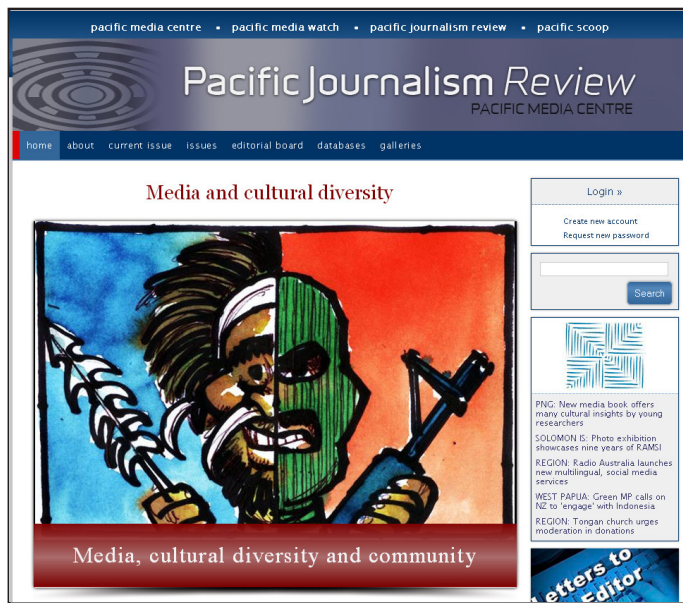 pacific media centre • pacific media watch • pacific journalism review • pacific scoop
Pacific Journalism Review
PACIFIC MEDIA CENTRE
home about current issue issues editorial board databases galleries
Media and cultural diversity
Media, cultural diversity and community
Login »
Create new account
Request new password
Search
PNG: New media book offers
many cultural insights by young
researchers
SOLOMON IS: Photo exhibition
showcases nine years of RAMSI
REGION: Radio Australia launches
new multilingual, social media
services
WEST PAPUA: Green MP calls on
NZ to 'engage' with Indonesia
REGION: Tongan church urges
moderation in donations
Letters to
Editor